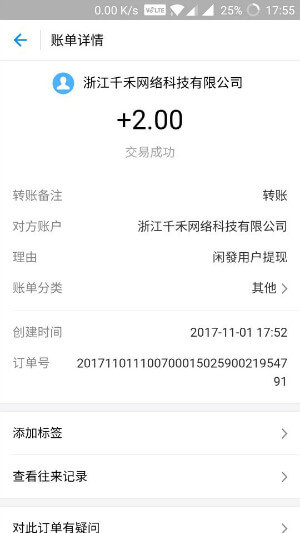 0.00 K/s VoLTE 25% 17:55
账单详情
浙江千禾网络科技有限公司
+2.00
交易成功
转账备注 转账
对方账户 浙江千禾网络科技有限公司
理由 闲發用户提现
账单分类 其他
创建时间 2017-11-01 17:52
订单号 201711011100700001502590021954​7
91
添加标签
查看往来记录
对此订单有疑问